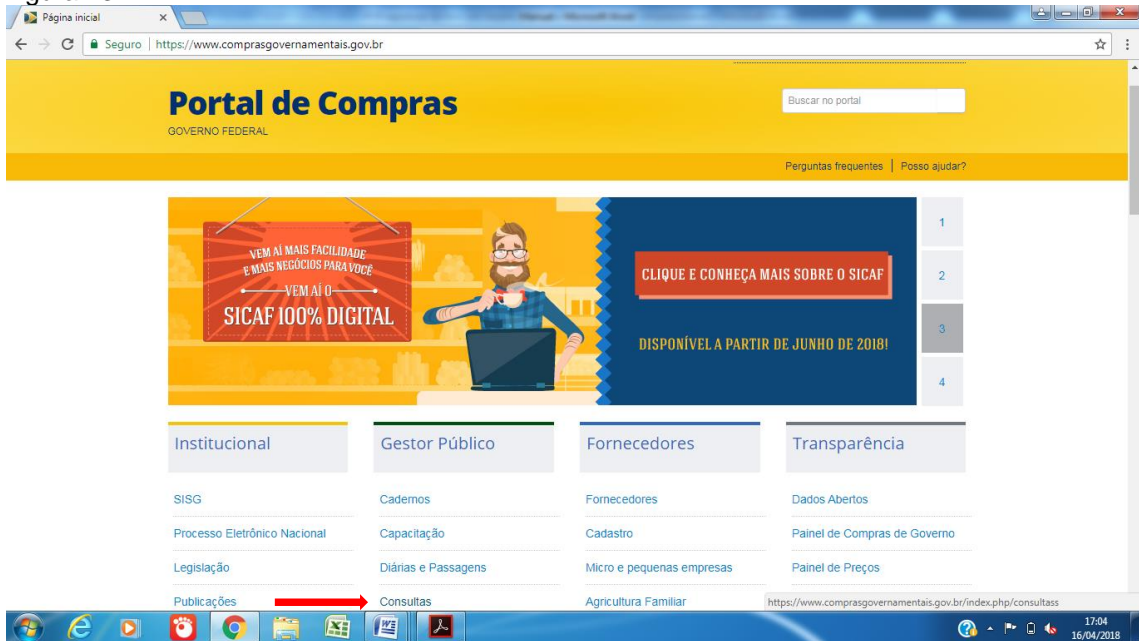 Página inicial
Seguro | https://www.comprasgovernamentais.gov.br
Portal de Compras
GOVERNO FEDERAL
Buscar no portal
Perguntas frequentes | Posso ajudar?
VEM AÍ MAIS FACILIDADE
E MAIS NEGÓCIOS PARA VOCÊ
VEM AÍ O
SICAF 100% DIGITAL
CLIQUE E CONHEÇA MAIS SOBRE O SICAF
DISPONÍVEL A PARTIR DE JUNHO DE 2018!
1
2
3
4
Institucional
SISG
Processo Eletrônico Nacional
Legislação
Publicações
Gestor Público
Cadernos
Capacitação
Diárias e Passagens
Consultas
Fornecedores
Fornecedores
Cadastro
Micro e pequenas empresas
Agricultura Familiar
Transparência
Dados Abertos
Painel de Compras de Governo
Painel de Preços
https://www.comprasgovernamentais.gov.br/index.php/consultass
17:04
16/04/2018